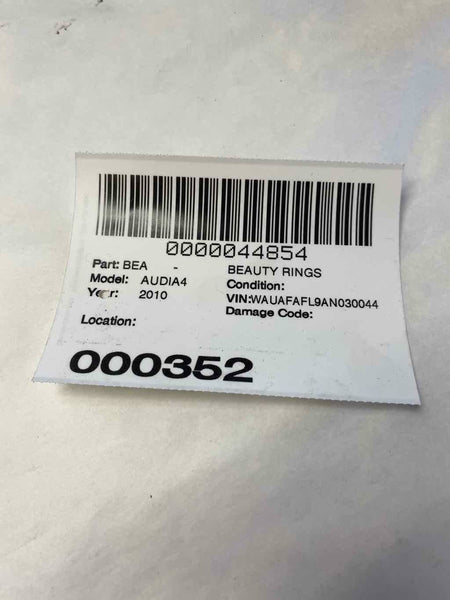 0000044854
Part: BEA - BEAUTY RINGS
Model: AUDIA4 Condition:
Year: 2010 VIN:WAUAFAFL9AN030044
Location: Damage Code:
000352